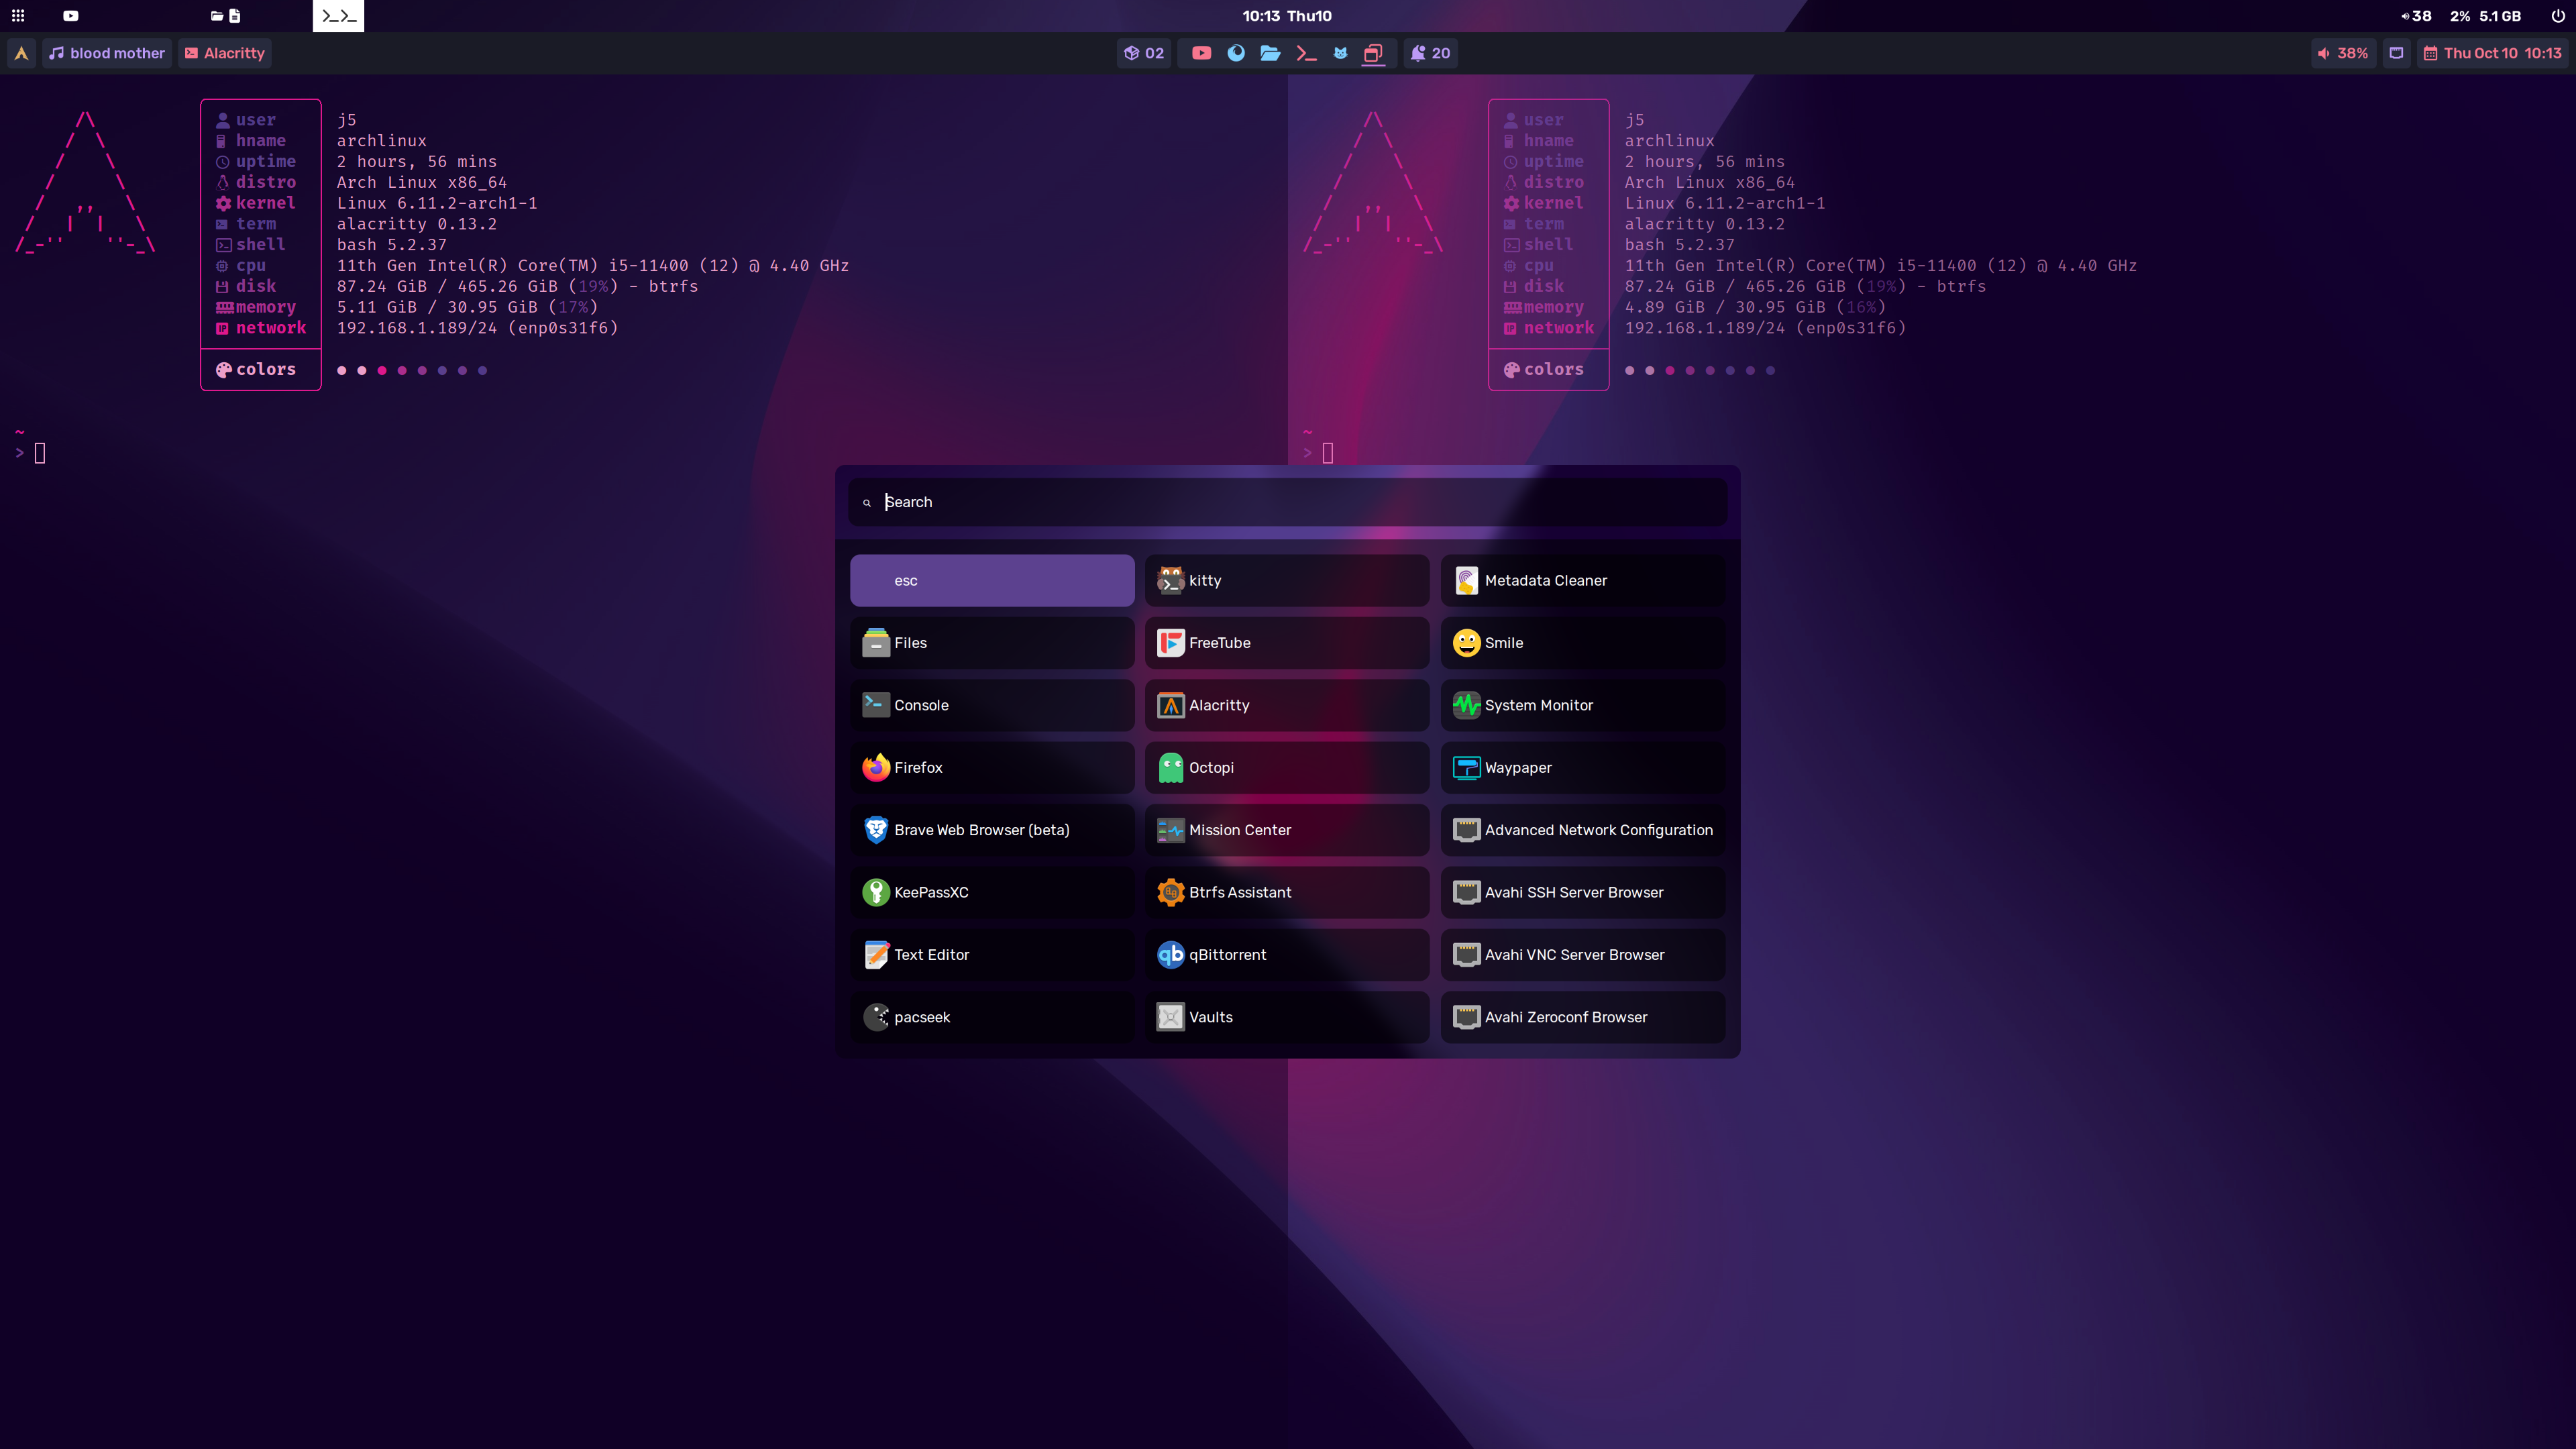 10:13 Thu10
38 2% 5.1 GB
blood mother Alacritty
02
20
38% Thu Oct 10 10:13
user j5
hname archlinux
uptime 2 hours, 56 mins
distro Arch Linux x86_64
kernel Linux 6.11.2-arch1-1
term alacritty 0.13.2
shell bash 5.2.37
cpu 11th Gen Intel(R) Core(TM) i5-11400 (12) @ 4.40 GHz
disk 87.24 GiB / 465.26 GiB (19%) - btrfs
memory 5.11 GiB / 30.95 GiB (17%)
network 192.168.1.189/24 (enp0s31f6)
colors
~
>
user j5
hname archlinux
uptime 2 hours, 56 mins
distro Arch Linux x86_64
kernel Linux 6.11.2-arch1-1
term alacritty 0.13.2
shell bash 5.2.37
cpu 11th Gen Intel(R) Core(TM) i5-11400 (12) @ 4.40 GHz
disk 87.24 GiB / 465.26 GiB (19%) - btrfs
memory 4.89 GiB / 30.95 GiB (16%)
network 192.168.1.189/24 (enp0s31f6)
colors
~
>
Search
esc
kitty
Metadata Cleaner
Files
FreeTube
Smile
Console
Alacritty
System Monitor
Firefox
Octopi
Waypaper
Brave Web Browser (beta)
Mission Center
Advanced Network Configuration
KeePassXC
Btrfs Assistant
Avahi SSH Server Browser
Text Editor
qBittorrent
Avahi VNC Server Browser
pacseek
Vaults
Avahi Zeroconf Browser